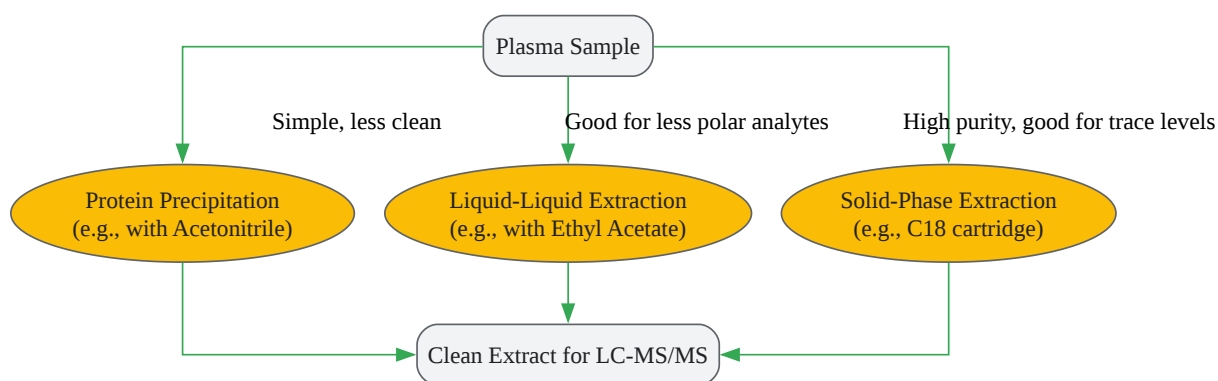 Plasma Sample
Simple, less clean
Good for less polar analytes
High purity, good for trace levels
Protein Precipitation
(e.g., with Acetonitrile)
Liquid-Liquid Extraction
(e.g., with Ethyl Acetate)
Solid-Phase Extraction
(e.g., C18 cartridge)
Clean Extract for LC-MS/MS